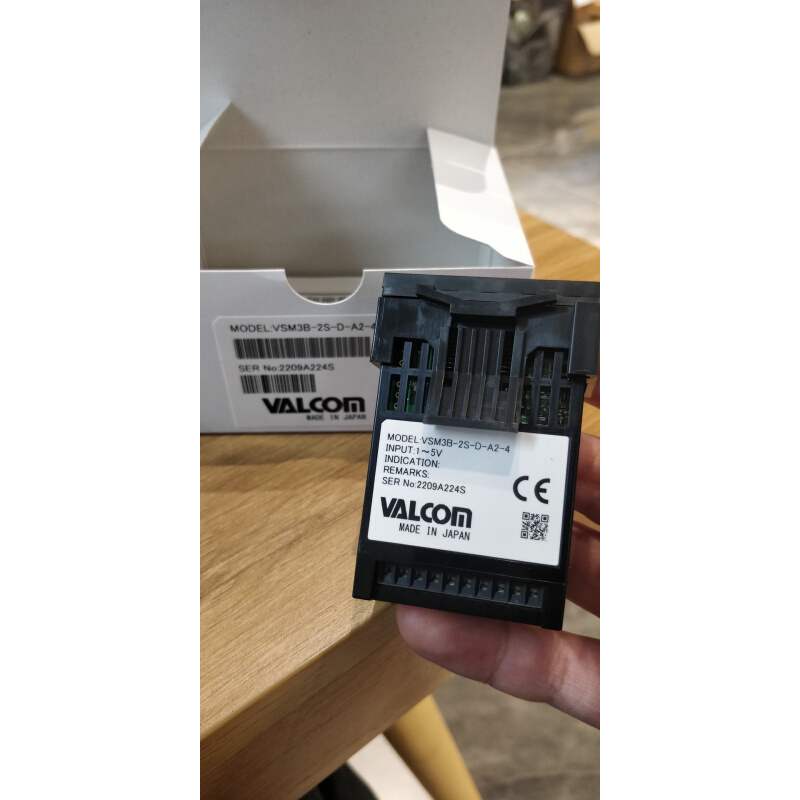 MODEL:VSM3B-2S-D-A2-4
SER No:2209A224S
VALCOM
MADE IN JAPAN
MODEL:VSM3B-2S-D-A2-4
INPUT:1～5V
INDICATION:
REMARKS:
SER No:2209A224S
CE
VALCOM
MADE IN JAPAN